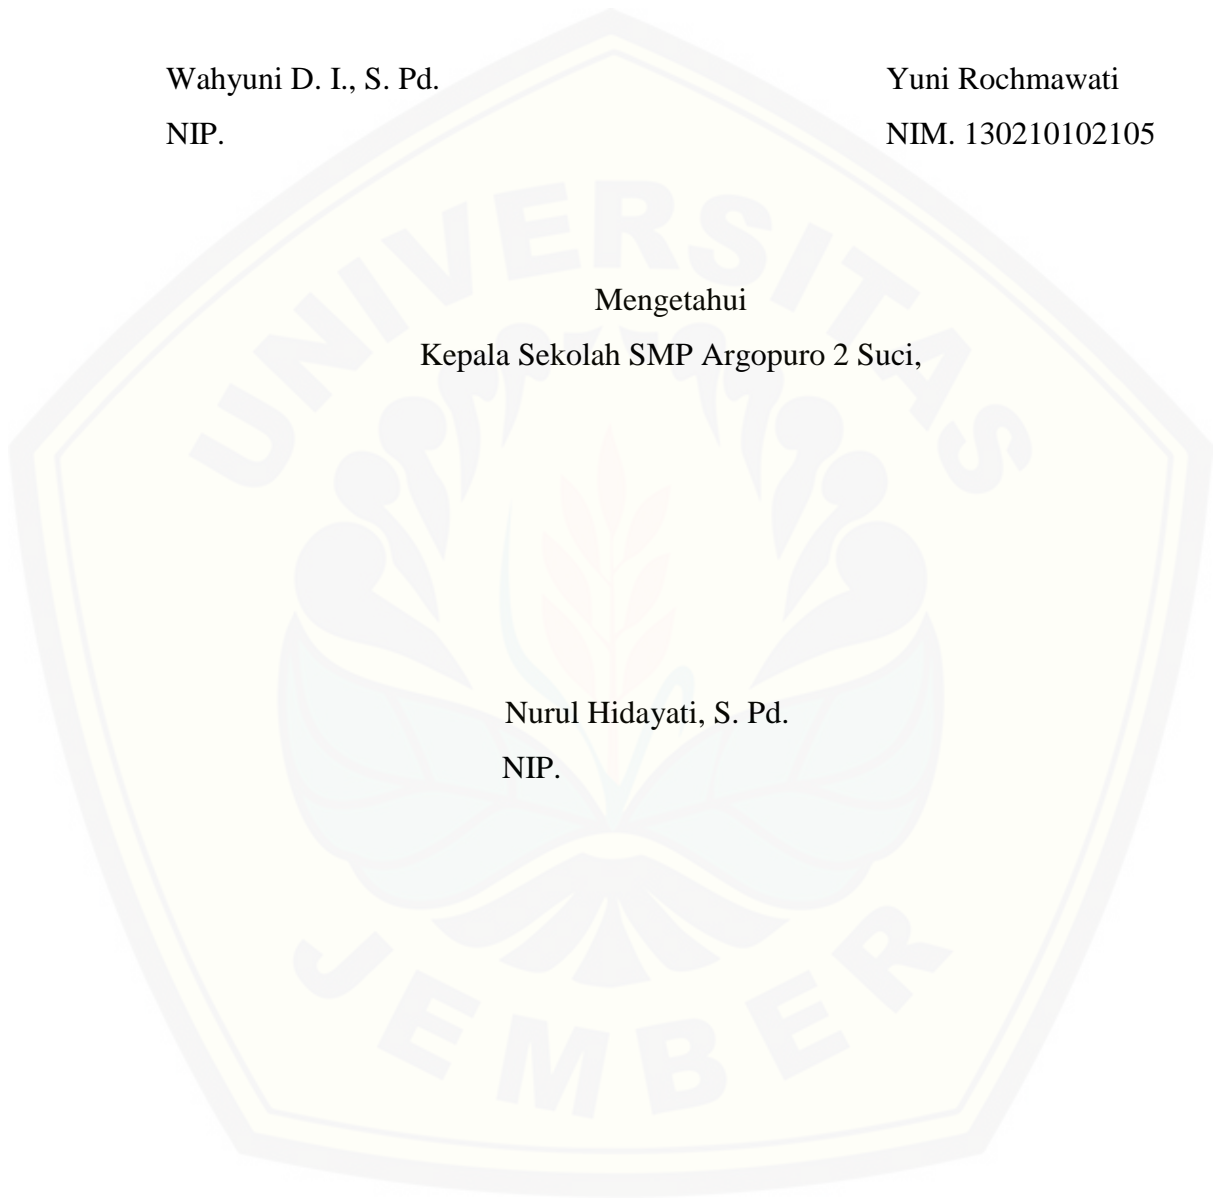 Wahyuni D. I., S. Pd. Yuni Rochmawati
NIP. NIM. 130210102105
Mengetahui
Kepala Sekolah SMP Argopuro 2 Suci,
Nurul Hidayati, S. Pd.
NIP.
UNIVERSITAS
JEMBER